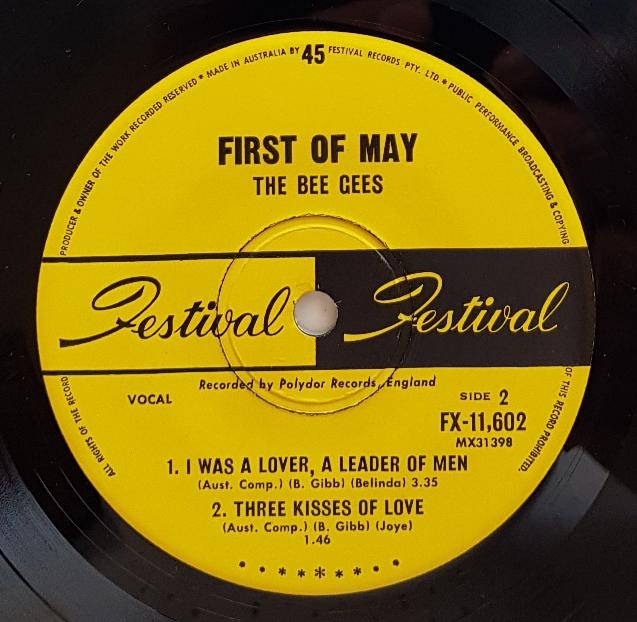 PRODUCER & OWNER OF THE WORK RECORDED RESERVED * MADE IN AUSTRALIA BY 45 FESTIVAL RECORDS PTY. LTD. * PUBLIC PERFORMANCE BROADCASTING & COPYING
FIRST OF MAY
THE BEE GEES
Festival Festival
Recorded by Polydor Records, England
VOCAL
SIDE 2
FX-11,602
MX31398
ALL RIGHTS OF THE RECORD
OF THIS RECORD PROHIBITED.
1. I WAS A LOVER, A LEADER OF MEN
(Aust. Comp.) (B. Gibb) (Belinda) 3.35
2. THREE KISSES OF LOVE
(Aust. Comp.) (B. Gibb) (Joye)
1.46